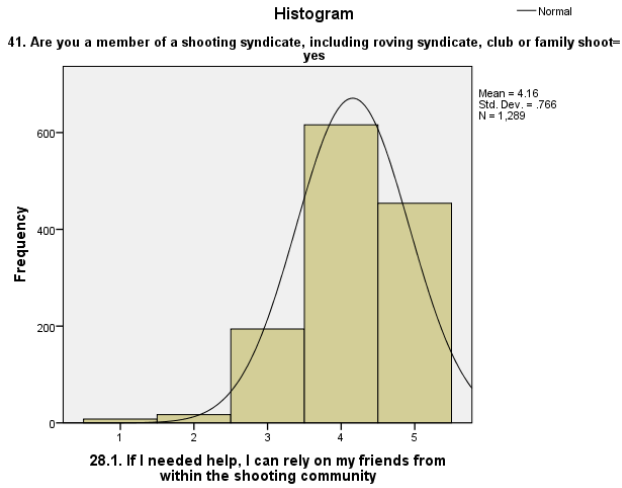 Histogram
Normal
41. Are you a member of a shooting syndicate, including roving syndicate, club or family shoot=
yes
Mean = 4.16
Std. Dev. = .766
N = 1,289
600
400
200
0
Frequency
1 2 3 4 5
28.1. If I needed help, I can rely on my friends from
within the shooting community